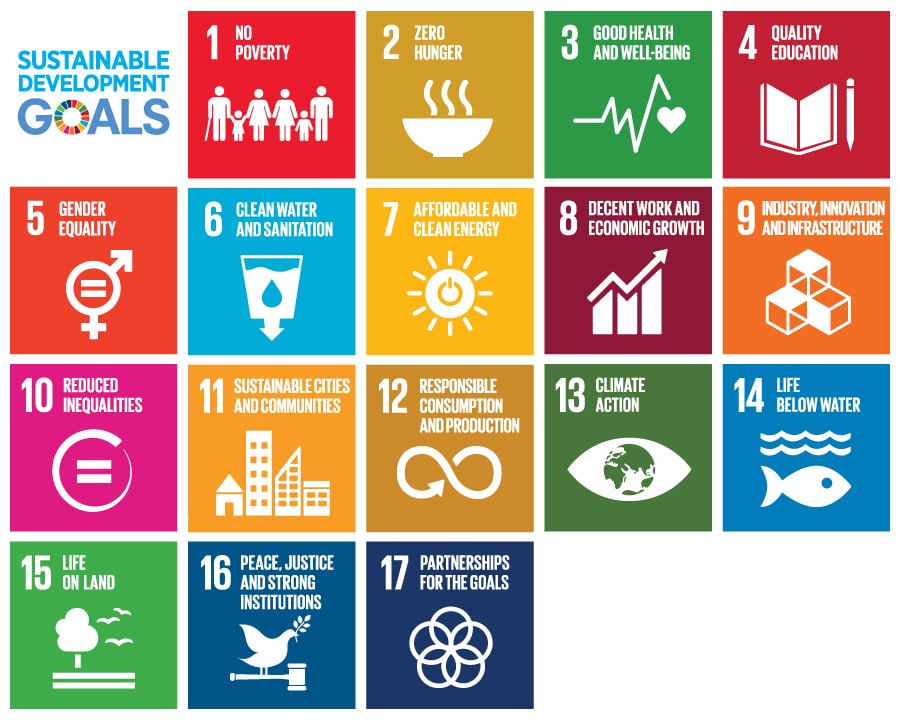 SUSTAINABLE
DEVELOPMENT
GOALS
1 NO
POVERTY
2 ZERO
HUNGER
3 GOOD HEALTH
AND WELL-BEING
4 QUALITY
EDUCATION
5 GENDER
EQUALITY
6 CLEAN WATER
AND SANITATION
7 AFFORDABLE AND
CLEAN ENERGY
8 DECENT WORK AND
ECONOMIC GROWTH
9 INDUSTRY, INNOVATION
AND INFRASTRUCTURE
10 REDUCED
INEQUALITIES
11 SUSTAINABLE CITIES
AND COMMUNITIES
12 RESPONSIBLE
CONSUMPTION
AND PRODUCTION
13 CLIMATE
ACTION
14 LIFE
BELOW WATER
15 LIFE
ON LAND
16 PEACE, JUSTICE
AND STRONG
INSTITUTIONS
17 PARTNERSHIPS
FOR THE GOALS